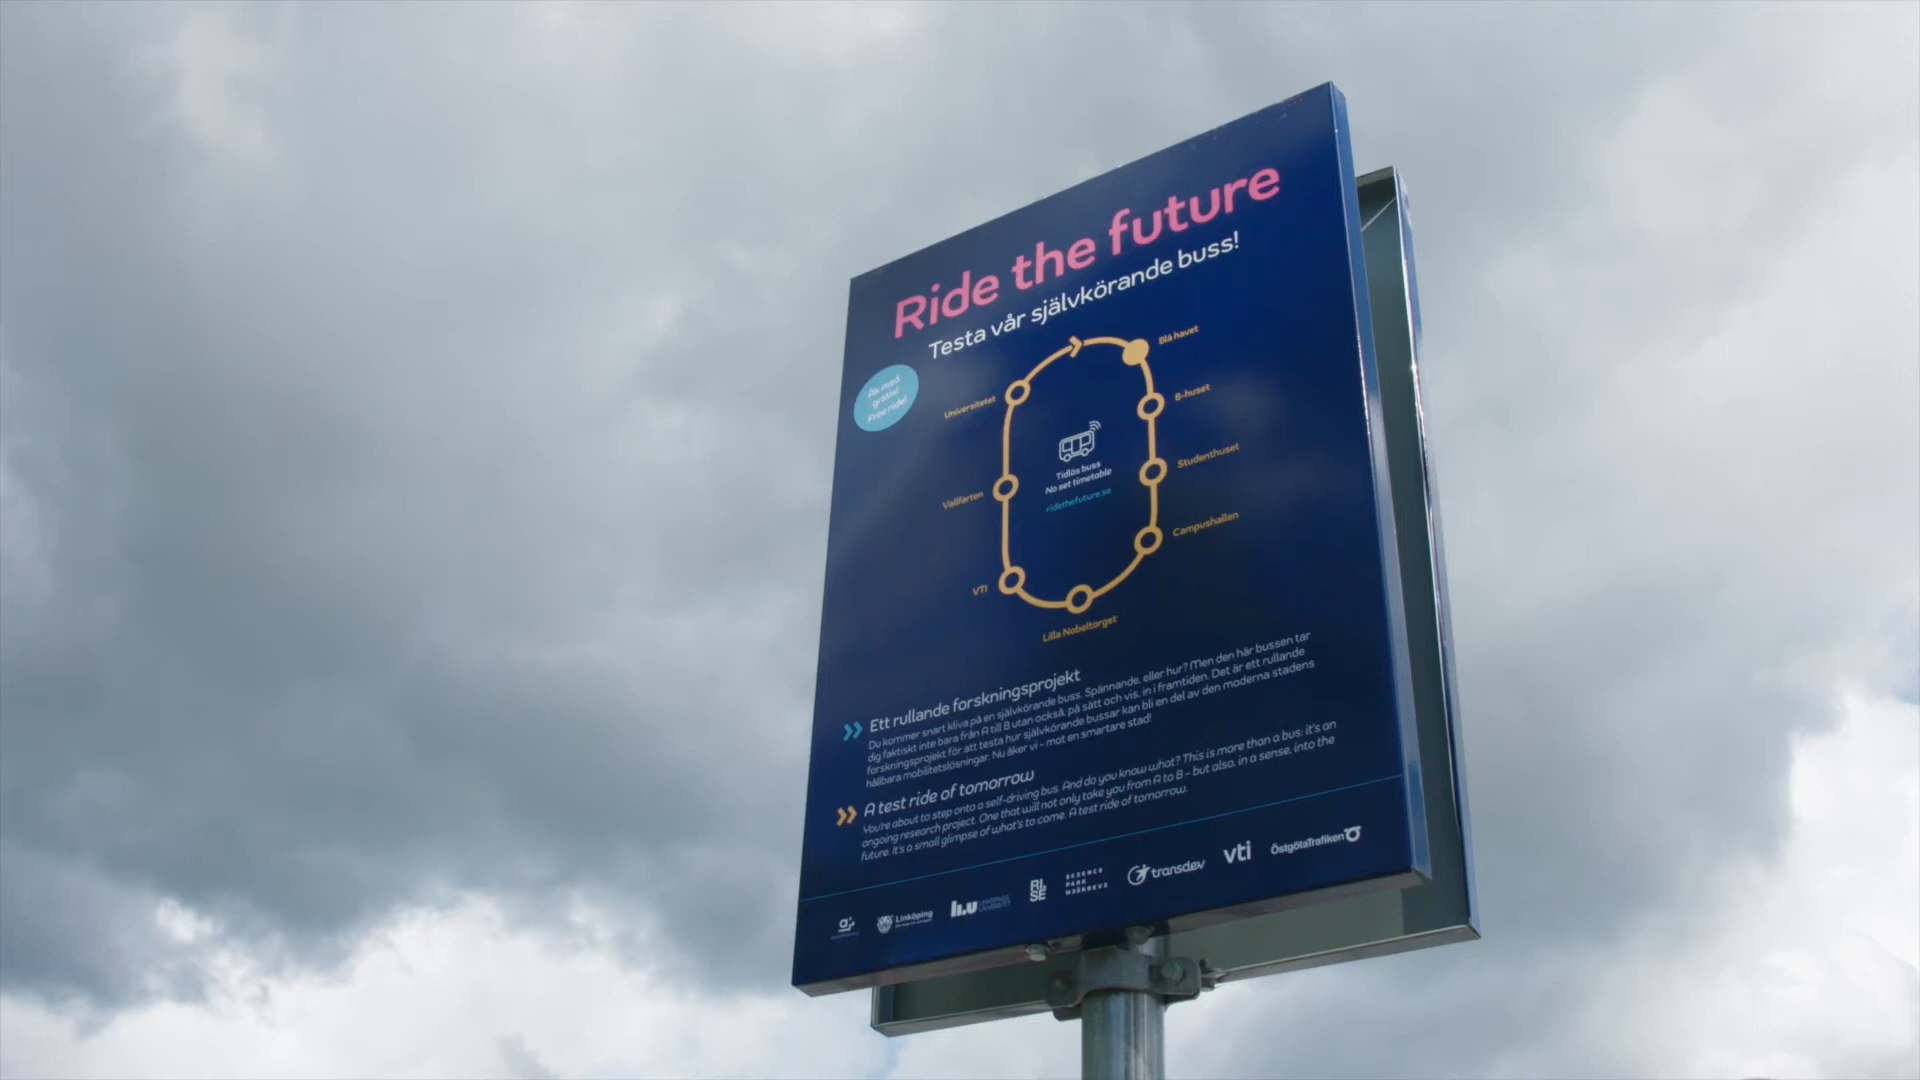 Ride the future
Testa vår självkörande buss!
Åk med
gratis!
Free ride!
Blå havet
Universitetet
B-huset
Tidlös buss
No set timetable
ridethefuture.se
Studenthuset
Vallfarten
Campushallen
VTI
Lilla Nobeltorget
Ett rullande forskningsprojekt
Du kommer snart kliva på en självkörande buss. Spännande, eller hur? Men den här bussen tar
dig faktiskt inte bara från A till B utan också, på sätt och vis, in i framtiden. Det är ett rullande
forskningsprojekt för att testa hur självkörande bussar kan bli en del av den moderna stadens
hållbara mobilitetslösningar. Nu åker vi – mot en smartare stad!
A test ride of tomorrow
You're about to step onto a self-driving bus. And do you know what? This is more than a bus; it's an
ongoing research project. One that will not only take you from A to B – but also, in a sense, into the
future. It's a small glimpse of what's to come. A test ride of tomorrow.
Linköping
li.u LINKÖPINGS UNIVERSITET
RI.
SE
SCIENCE
PARK
MJÄRDEVI
transdev
vti
ÖstgötaTrafiken